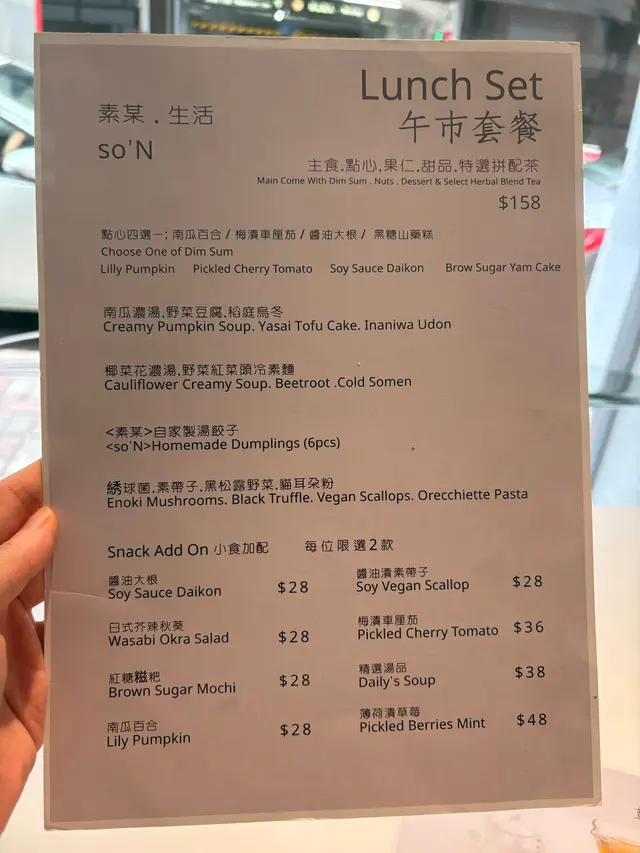 素某 . 生活
so'N
Lunch Set
午市套餐
主食.點心.果仁.甜品.特選拼配茶
Main Come With Dim Sum . Nuts . Dessert & Select Herbal Blend Tea
$158
點心四選一: 南瓜百合 / 梅漬車厘茄 / 醬油大根 / 黑糖山藥糕
Choose One of Dim Sum
Lilly Pumpkin Pickled Cherry Tomato Soy Sauce Daikon Brow Sugar Yam Cake
南瓜濃湯.野菜豆腐.稻庭烏冬
Creamy Pumpkin Soup. Yasai Tofu Cake. Inaniwa Udon
椰菜花濃湯.野菜紅菜頭冷素麵
Cauliflower Creamy Soup. Beetroot .Cold Somen
<素某>自家製湯餃子
<so'N>Homemade Dumplings (6pcs)
綉球菌.素帶子.黑松露野菜.貓耳朵粉
Enoki Mushrooms. Black Truffle. Vegan Scallops. Orecchiette Pasta
Snack Add On 小食加配 每位限選2款
醬油大根
Soy Sauce Daikon $28
日式芥辣秋葵
Wasabi Okra Salad $28
紅糖糍粑
Brown Sugar Mochi $28
南瓜百合
Lily Pumpkin $28
醬油漬素帶子
Soy Vegan Scallop $28
梅漬車厘茄
Pickled Cherry Tomato $36
精選湯品
Daily's Soup $38
薄荷漬草莓
Pickled Berries Mint $48